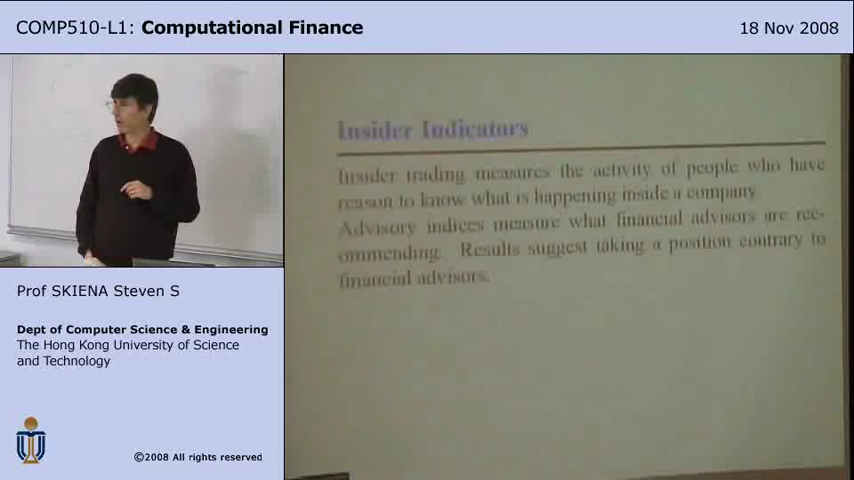 COMP510-L1: Computational Finance
18 Nov 2008
Insider Indicators
Insider trading measures the activity of people who have
reason to know what is happening inside a company.
Advisory indices measure what financial advisors are rec-
ommending. Results suggest taking a position contrary to
financial advisors.
Prof SKIENA Steven S
Dept of Computer Science & Engineering
The Hong Kong University of Science
and Technology
©2008 All rights reserved